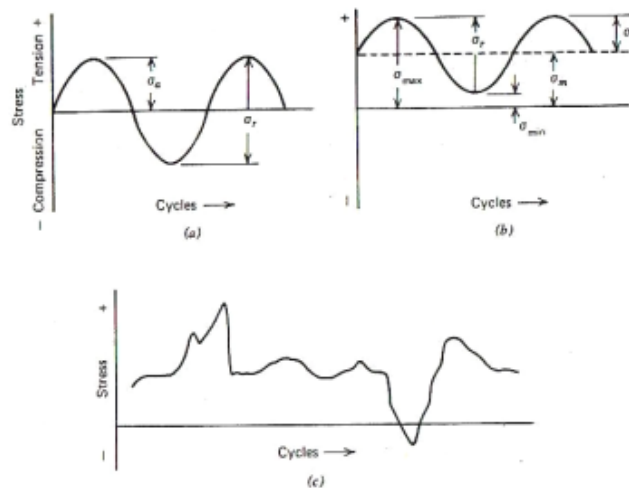 +
Tension
Stress
Compression
−
σa
σr
Cycles →
(a)
+
σmax
σr
σm
σmin
σ
−
Cycles →
(b)
+
Stress
−
Cycles →
(c)